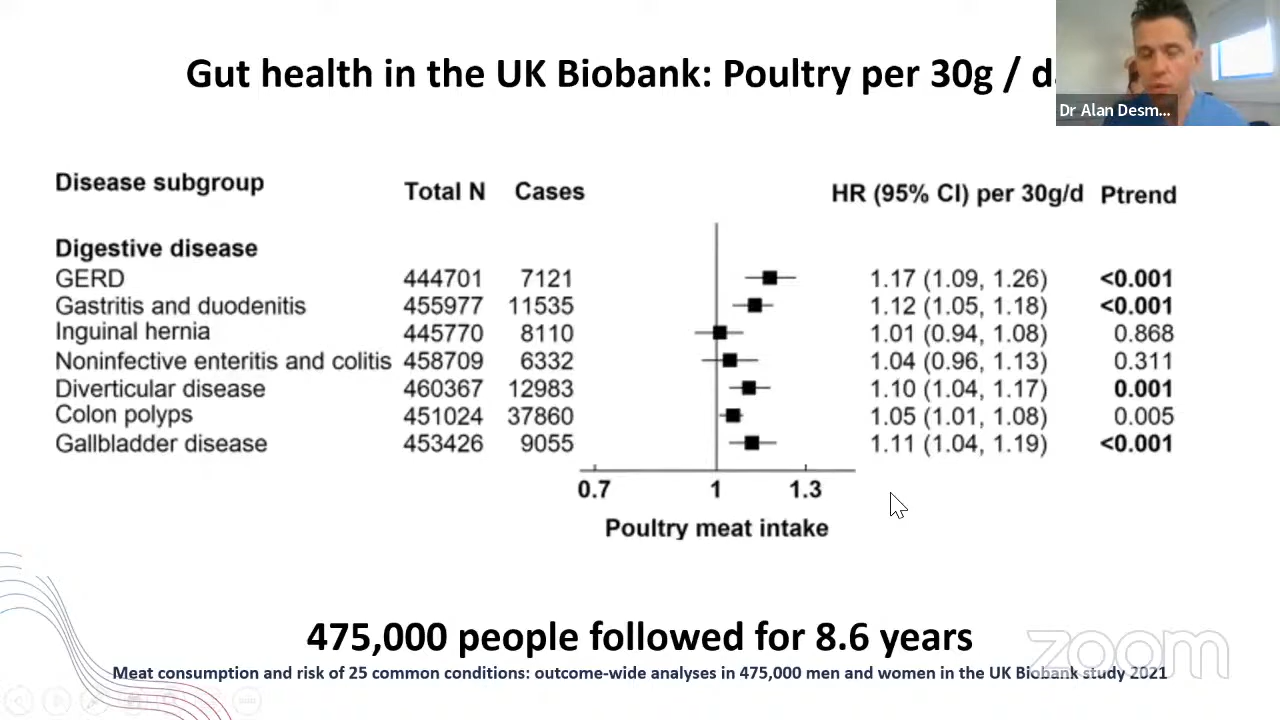 Gut health in the UK Biobank: Poultry per 30g / d
Dr Alan Desm...
Disease subgroup Total N Cases HR (95% CI) per 30g/d Ptrend
Digestive disease
GERD 444701 7121 1.17 (1.09, 1.26) <0.001
Gastritis and duodenitis 455977 11535 1.12 (1.05, 1.18) <0.001
Inguinal hernia 445770 8110 1.01 (0.94, 1.08) 0.868
Noninfective enteritis and colitis 458709 6332 1.04 (0.96, 1.13) 0.311
Diverticular disease 460367 12983 1.10 (1.04, 1.17) 0.001
Colon polyps 451024 37860 1.05 (1.01, 1.08) 0.005
Gallbladder disease 453426 9055 1.11 (1.04, 1.19) <0.001
0.7 1 1.3
Poultry meat intake
475,000 people followed for 8.6 years
zoom
Meat consumption and risk of 25 common conditions: outcome-wide analyses in 475,000 men and women in the UK Biobank study 2021